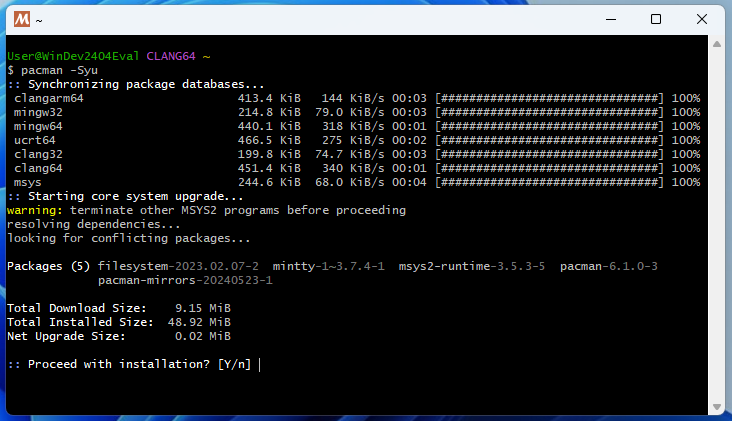 ~
User@WinDev2404Eval CLANG64 ~
$ pacman -Syu
:: Synchronizing package databases...
clangarm64 413.4 KiB 144 KiB/s 00:03 [###############################] 100%
mingw32 214.8 KiB 79.0 KiB/s 00:03 [###############################] 100%
mingw64 440.1 KiB 318 KiB/s 00:01 [###############################] 100%
ucrt64 466.5 KiB 275 KiB/s 00:02 [###############################] 100%
clang32 199.8 KiB 74.7 KiB/s 00:03 [###############################] 100%
clang64 451.4 KiB 340 KiB/s 00:01 [###############################] 100%
msys 244.6 KiB 68.0 KiB/s 00:04 [###############################] 100%
:: Starting core system upgrade...
warning: terminate other MSYS2 programs before proceeding
resolving dependencies...
looking for conflicting packages...
Packages (5) filesystem-2023.02.07-2 mintty-1~3.7.4-1 msys2-runtime-3.5.3-5 pacman-6.1.0-3
pacman-mirrors-20240523-1
Total Download Size: 9.15 MiB
Total Installed Size: 48.92 MiB
Net Upgrade Size: 0.02 MiB
:: Proceed with installation? [Y/n]